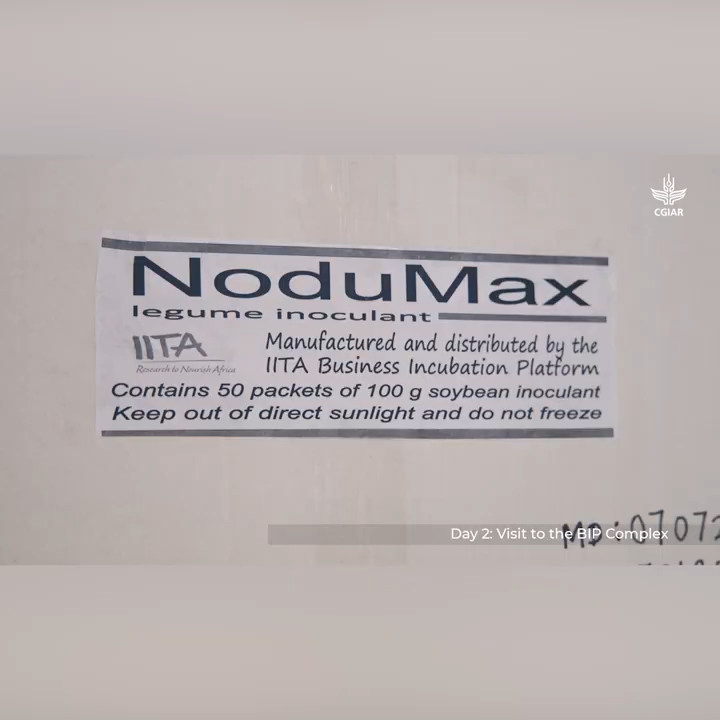 CGIAR
NoduMax
legume inoculant
IITA
Research to Nourish Africa
Manufactured and distributed by the
IITA Business Incubation Platform
Contains 50 packets of 100 g soybean inoculant
Keep out of direct sunlight and do not freeze
Day 2: Visit to the BIP Complex